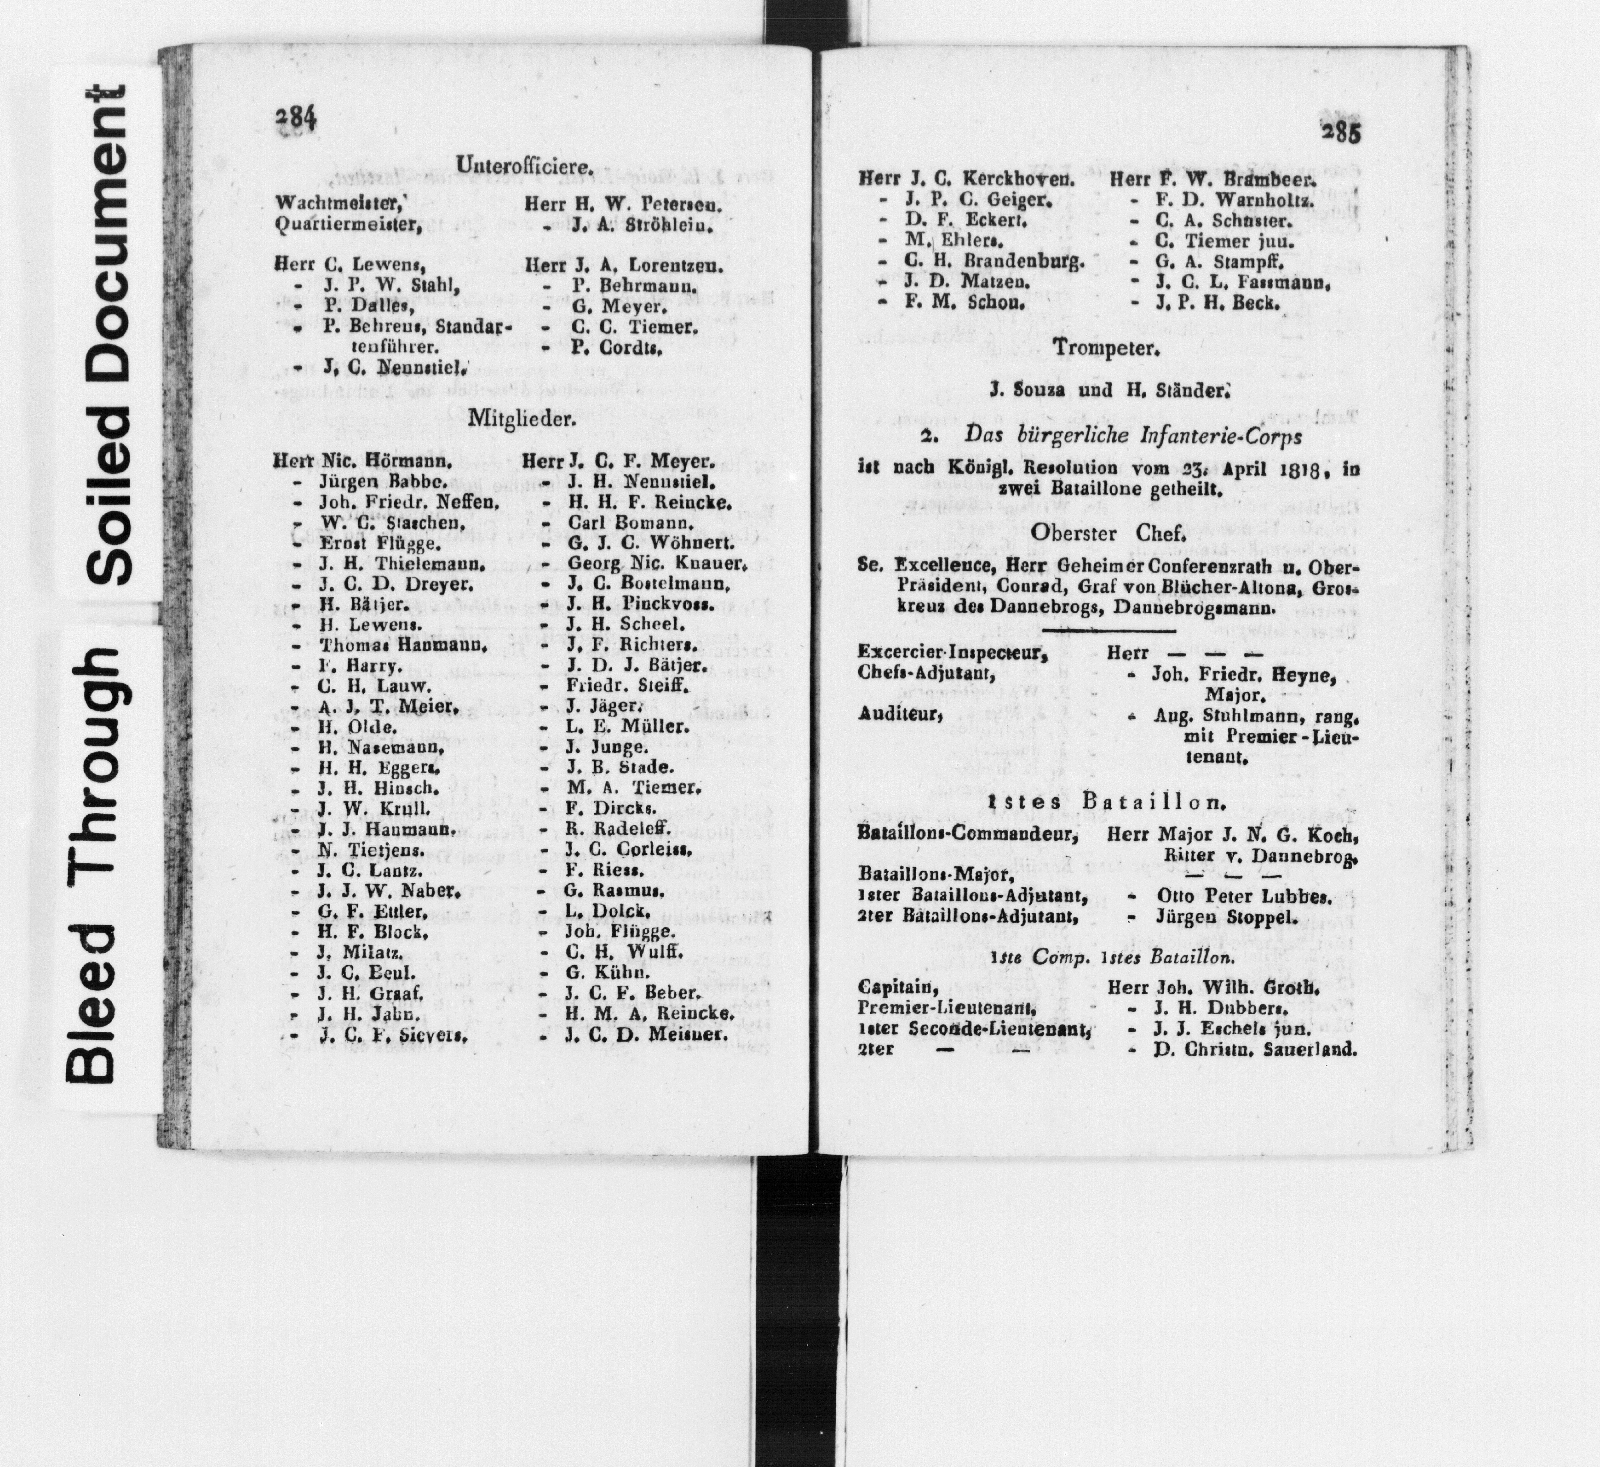 Bleed Through Soiled Document
284
Unterofficiere.
Wachtmeister, Herr H. W. Petersen.
Quartiermeister, - J. A. Ströhlein.
Herr C. Lewens, Herr J. A. Lorentzen.
- J. P. W. Stahl, - P. Behrmann.
- P. Dalles, - G. Meyer.
- P. Behrens, Standar- - C. C. Tiemer.
tenführer. - P. Cordts.
- J. C. Nennstiel.
Mitglieder.
Herr Nic. Hörmann. Herr J. C. F. Meyer.
- Jürgen Babbe. - J. H. Nennstiel.
- Joh. Friedr. Neffen. - H. H. F. Reincke.
- W. C. Staschen. - Carl Bomann.
- Ernst Flügge. - G. J. C. Wöhnert.
- J. H. Thielemann. - Georg Nic. Knauer.
- J. C. D. Dreyer. - J. C. Bostelmann.
- H. Bätjer. - J. H. Pinckvoss.
- H. Lewens. - J. H. Scheel.
- Thomas Hanmann. - J. F. Richters.
- F. Harry. - J. D. J. Bätjer.
- C. H. Lauw. - Friedr. Steiff.
- A. J. T. Meier. - J. Jäger.
- H. Olde. - L. E. Müller.
- H. Nasemann. - J. Junge.
- H. H. Eggers. - J. B. Stade.
- J. H. Hinsch. - M. A. Tiemer.
- J. W. Krull. - F. Dircks.
- J. J. Hanmann. - R. Radeleff.
- N. Tietjens. - J. C. Corleiss.
- J. C. Lantz. - F. Riess.
- J. J. W. Naber. - G. Rasmus.
- G. F. Ettler. - L. Dolck.
- H. F. Block. - Joh. Flügge.
- J. Milatz. - C. H. Wulff.
- J. C. Beul. - G. Kühn.
- J. H. Graaf. - J. C. F. Beber.
- J. H. Jahn. - H. M. A. Reincke.
- J. C. F. Sievers. - J. C. D. Meisner.
285
Herr J. C. Kerckhoven. Herr F. W. Brambeer.
- J. P. C. Geiger. - F. D. Warnholtz.
- D. F. Eckert. - C. A. Schuster.
- M. Ehlers. - C. Tiemer jun.
- C. H. Brandenburg. - G. A. Stampff.
- J. D. Matzen. - J. C. L. Fassmann.
- F. M. Schou. - J. P. H. Beck.
Trompeter.
J. Souza und H. Ständer.
2. Das bürgerliche Infanterie-Corps
ist nach Königl. Resolution vom 23. April 1818, in
zwei Bataillone getheilt.
Oberster Chef.
Se. Excellence, Herr Geheimer Conferenzrath u. Ober-
Präsident, Conrad, Graf von Blücher-Altona, Gros-
kreuz des Dannebrogs, Dannebrogsmann.
Excercier-Inspecteur, Herr — — —
Chefs-Adjutant, - Joh. Friedr. Heyne,
Major.
Auditeur, - Aug. Stuhlmann, rang.
mit Premier-Lieu-
tenant.
1stes Bataillon.
Bataillons-Commandeur, Herr Major J. N. G. Koch,
Ritter v. Dannebrog.
Bataillons-Major, — — —
1ster Bataillons-Adjutant, - Otto Peter Lubbes.
2ter Bataillons-Adjutant, - Jürgen Stoppel.
1ste Comp. 1stes Bataillon.
Capitain, Herr Joh. Wilh. Groth.
Premier-Lieutenant, - J. H. Dubbers.
1ster Seconde-Lieutenant, - J. J. Eschels jun.
2ter — — - D. Christn. Sauerland.